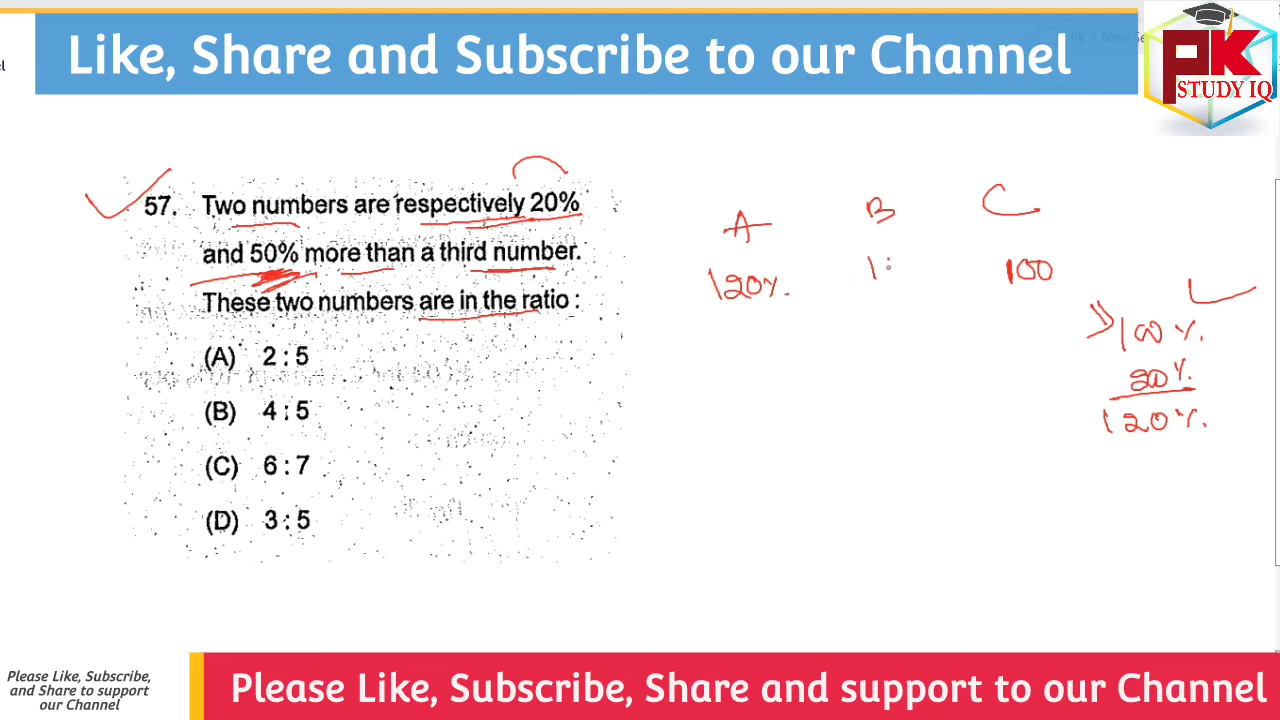 Like, Share and Subscribe to our Channel
PK
STUDY IQ
57. Two numbers are respectively 20%
and 50% more than a third number.
These two numbers are in the ratio :
(A) 2 : 5
(B) 4 : 5
(C) 6 : 7
(D) 3 : 5
A B C
120%. 100
100 %.
20 %.
120 %.
Please Like, Subscribe,
and Share to support
our Channel
Please Like, Subscribe, Share and support to our Channel